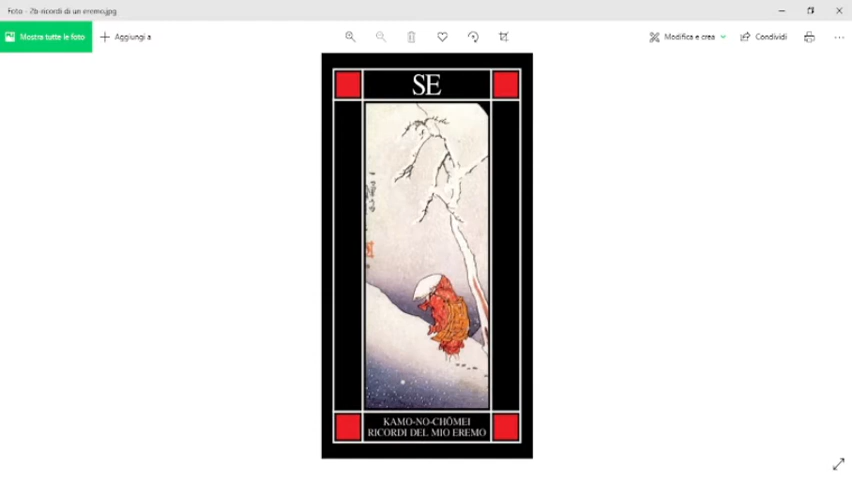 Foto - 2b-ricordi di un eremo.jpg
Mostra tutte le foto
Aggiungi a
Modifica e crea
Condividi
SE
KAMO-NO-CHŌMEI
RICORDI DEL MIO EREMO